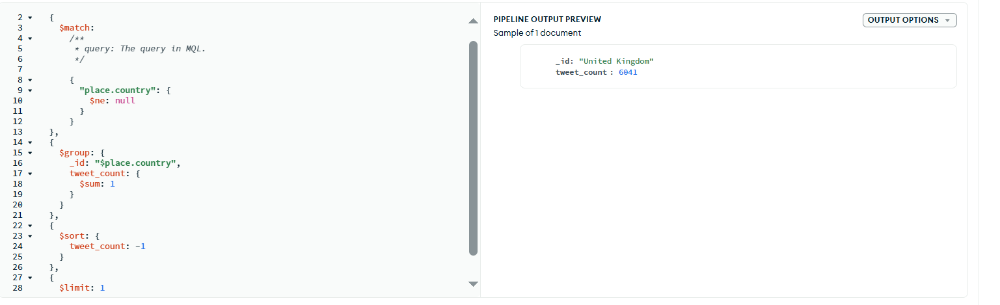 2 {
3 $match:
4 /**
5 * query: The query in MQL.
6 */
7
8 {
9 "place.country": {
10 $ne: null
11 }
12 }
13 },
14 {
15 $group: {
16 _id: "$place.country",
17 tweet_count: {
18 $sum: 1
19 }
20 }
21 },
22 {
23 $sort: {
24 tweet_count: -1
25 }
26 },
27 {
28 $limit: 1
PIPELINE OUTPUT PREVIEW
OUTPUT OPTIONS
Sample of 1 document
_id: "United Kingdom"
tweet_count : 6041